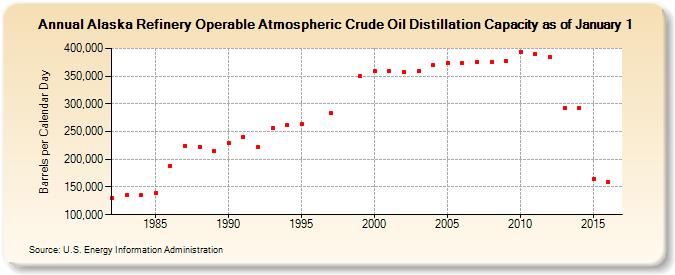 Annual Alaska Refinery Operable Atmospheric Crude Oil Distillation Capacity as of January 1
Barrels per Calendar Day
400,000
350,000
300,000
250,000
200,000
150,000
100,000
1985 1990 1995 2000 2005 2010 2015
Source: U.S. Energy Information Administration